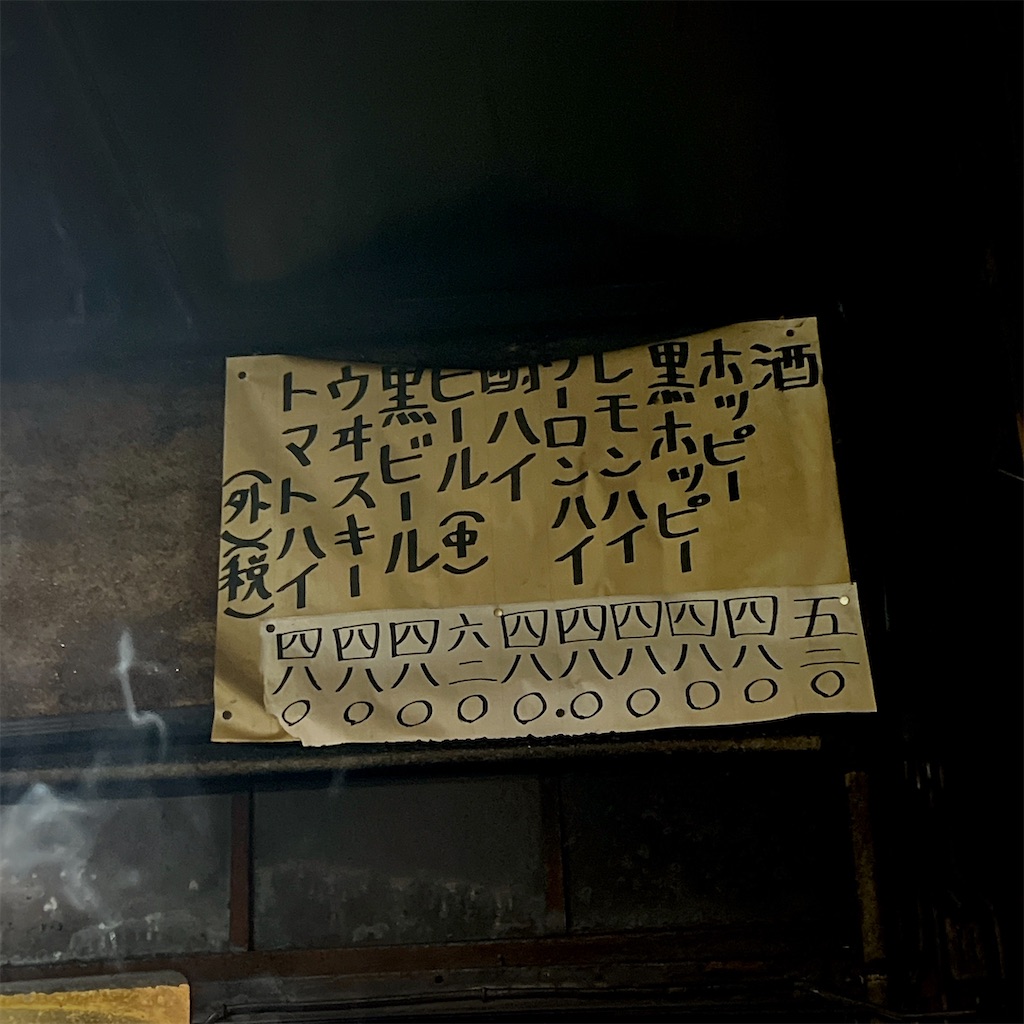 酒 五二〇
ホッピー 四八〇
黒ホッピー 四八〇
レモンハイ 四八〇
ウーロンハイ 四八〇
酎ハイ 四八〇
ビール(中) 六二〇
黒ビール 四八〇
ウヰスキー 四八〇
トマトハイ 四八〇
(外)(税)